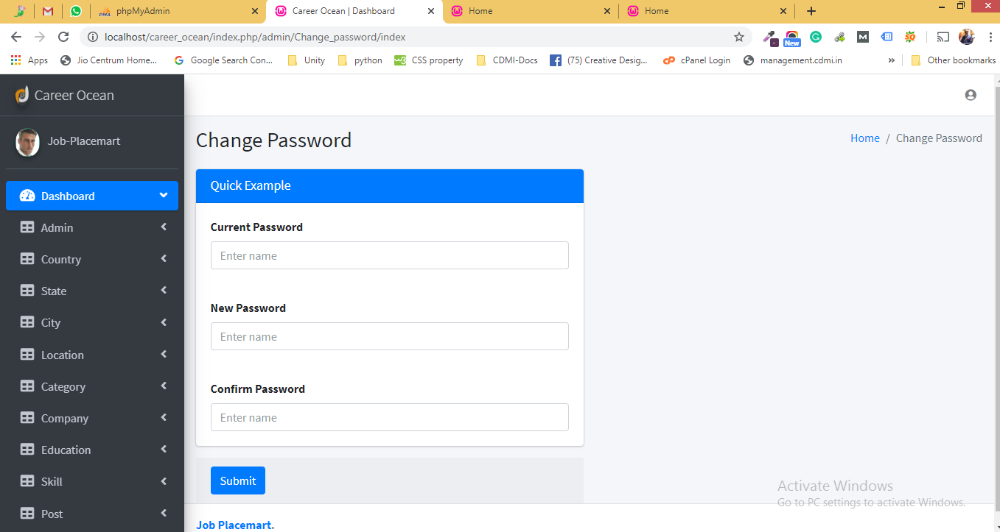 phpMyAdmin
Career Ocean | Dashboard
Home
Home
localhost/career_ocean/index.php/admin/Change_password/index
New
Apps
Jio Centrum Home...
Google Search Con...
Unity
python
CSS property
CDMI-Docs
(75) Creative Desig...
cPanel Login
management.cdmi.in
»
Other bookmarks
Career Ocean
Job-Placemart
Change Password
Home / Change Password
Dashboard
Admin
Country
State
City
Location
Category
Company
Education
Skill
Post
Quick Example
Current Password
Enter name
New Password
Enter name
Confirm Password
Enter name
Submit
Activate Windows
Go to PC settings to activate Windows.
Job Placemart.